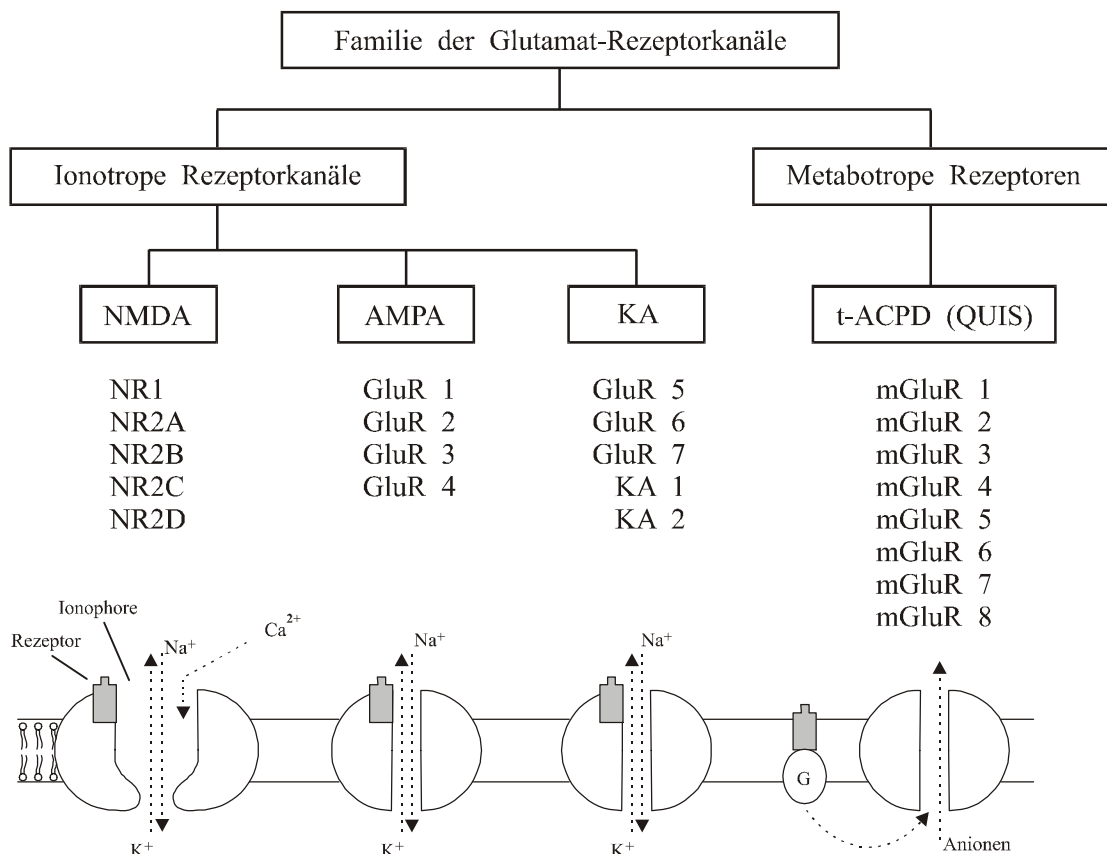 Familie der Glutamat-Rezeptorkanäle
Ionotrope Rezeptorkanäle
Metabotrope Rezeptoren
NMDA
AMPA
KA
t-ACPD (QUIS)
NR1
NR2A
NR2B
NR2C
NR2D
GluR 1
GluR 2
GluR 3
GluR 4
GluR 5
GluR 6
GluR 7
KA 1
KA 2
mGluR 1
mGluR 2
mGluR 3
mGluR 4
mGluR 5
mGluR 6
mGluR 7
mGluR 8
Ionophore
Rezeptor
Na⁺
Ca²⁺
Na⁺
Na⁺
G
K⁺
K⁺
K⁺
Anionen